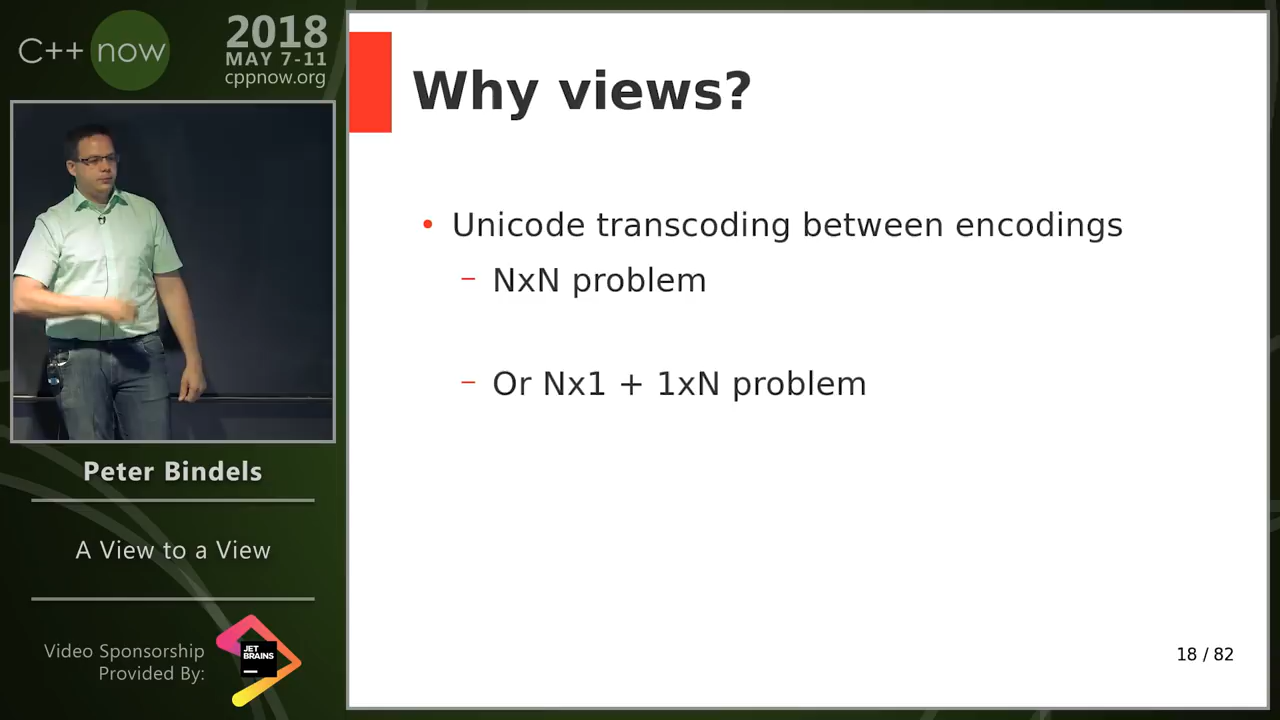 C++ now
2018
MAY 7-11
cppnow.org
Peter Bindels
A View to a View
Video Sponsorship
Provided By:
JET
BRAINS
Why views?
• Unicode transcoding between encodings
– NxN problem
– Or Nx1 + 1xN problem
18 / 82